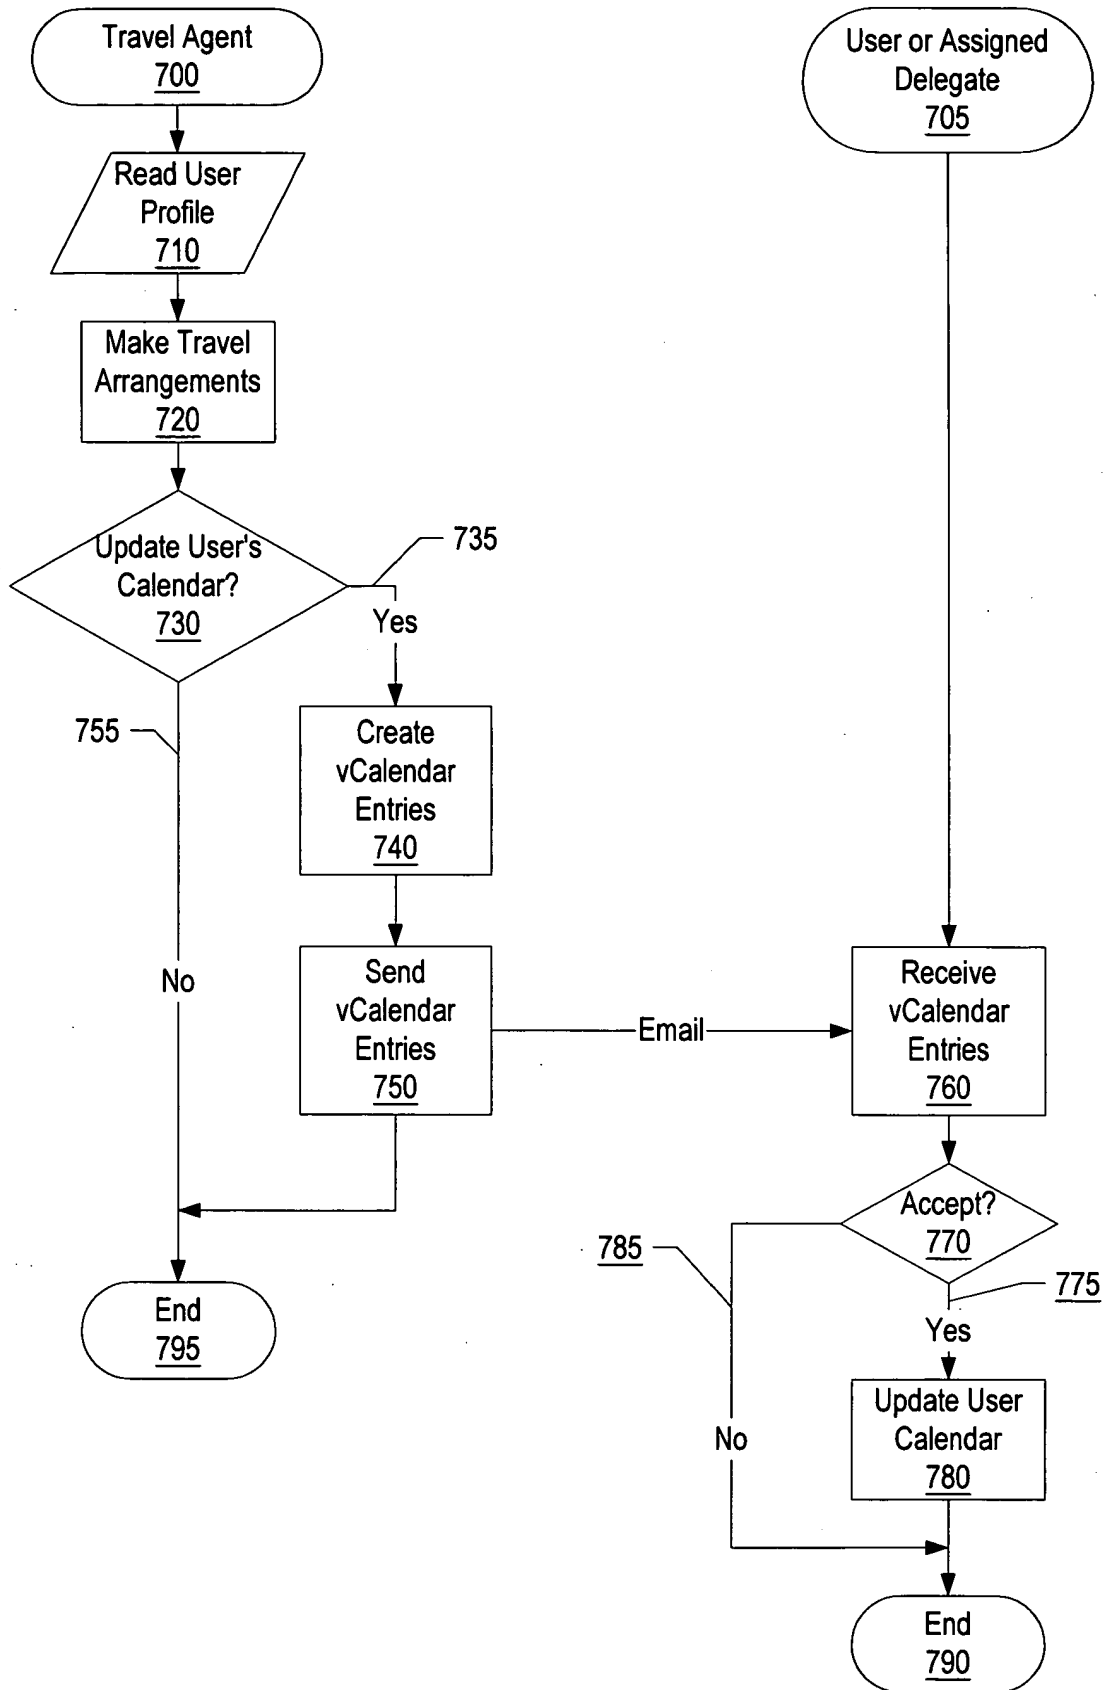 Travel Agent
700
User or Assigned
Delegate
705
Read User
Profile
710
Make Travel
Arrangements
720
Update User's
Calendar?
730
735
Yes
755
Create
vCalendar
Entries
740
No
Send
vCalendar
Entries
750
Email
Receive
vCalendar
Entries
760
Accept?
770
785
775
Yes
End
795
Update User
Calendar
780
No
End
790